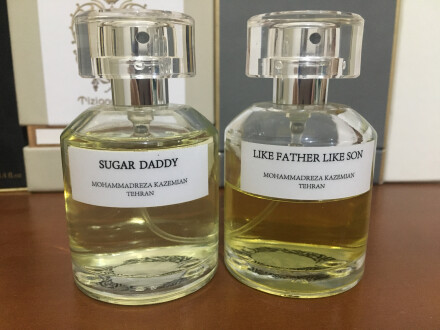 SUGAR DADDY
MOHAMMADREZA KAZEMIAN
TEHRAN
LIKE FATHER LIKE SON
MOHAMMADREZA KAZEMIAN
TEHRAN